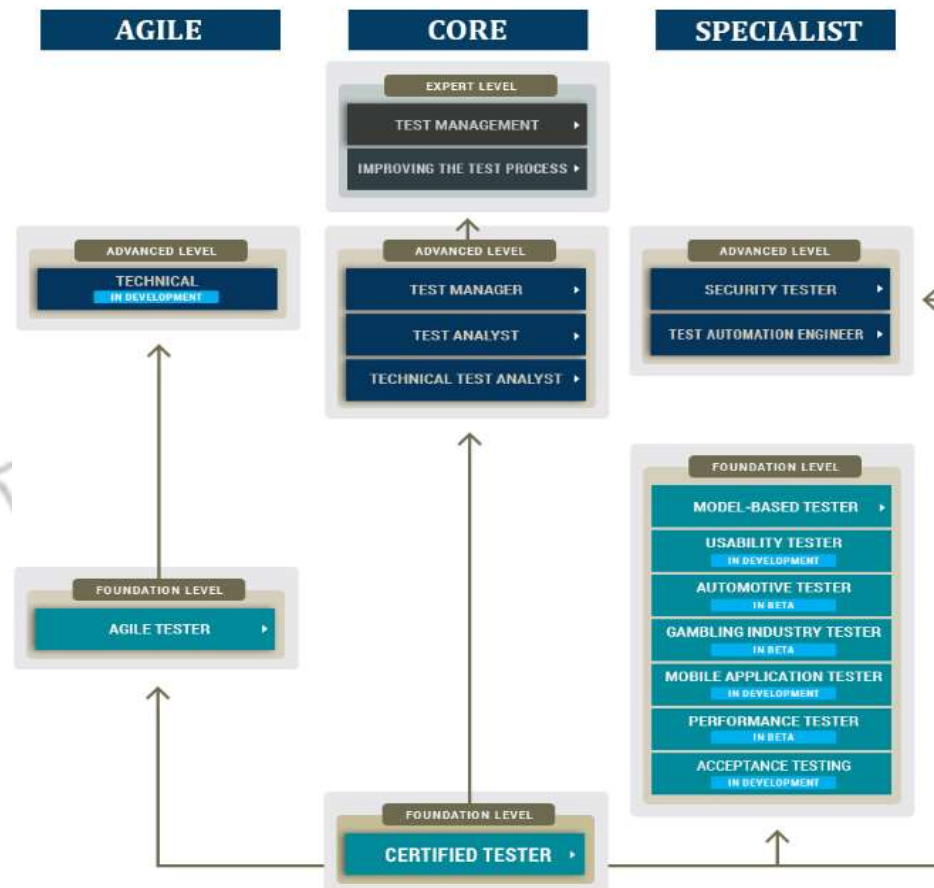 AGILE
CORE
SPECIALIST
EXPERT LEVEL
TEST MANAGEMENT
IMPROVING THE TEST PROCESS
ADVANCED LEVEL
TECHNICAL
IN DEVELOPMENT
ADVANCED LEVEL
TEST MANAGER
TEST ANALYST
TECHNICAL TEST ANALYST
ADVANCED LEVEL
SECURITY TESTER
TEST AUTOMATION ENGINEER
FOUNDATION LEVEL
AGILE TESTER
FOUNDATION LEVEL
MODEL-BASED TESTER
USABILITY TESTER
IN DEVELOPMENT
AUTOMOTIVE TESTER
IN BETA
GAMBLING INDUSTRY TESTER
IN BETA
MOBILE APPLICATION TESTER
IN DEVELOPMENT
PERFORMANCE TESTER
IN BETA
ACCEPTANCE TESTING
IN DEVELOPMENT
FOUNDATION LEVEL
CERTIFIED TESTER